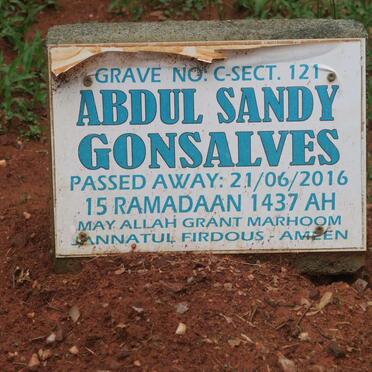 GRAVE NO: C-SECT. 121
ABDUL SANDY
GONSALVES
PASSED AWAY: 21/06/2016
15 RAMADAAN 1437 AH
MAY ALLAH GRANT MARHOOM
JANNATUL FIRDOUS - AMEEN